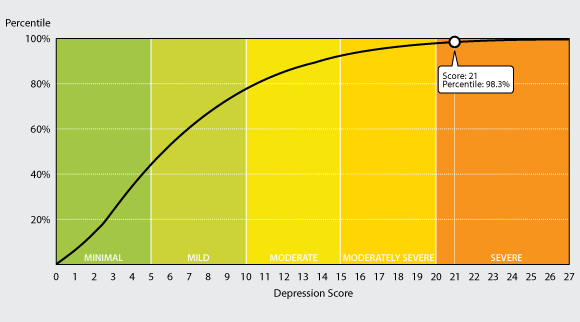 Percentile
100%
Score: 21
Percentile: 98.3%
80%
60%
40%
20%
MINIMAL MILD MODERATE MODERATELY SEVERE SEVERE
0 1 2 3 4 5 6 7 8 9 10 11 12 13 14 15 16 17 18 19 20 21 22 23 24 25 26 27
Depression Score